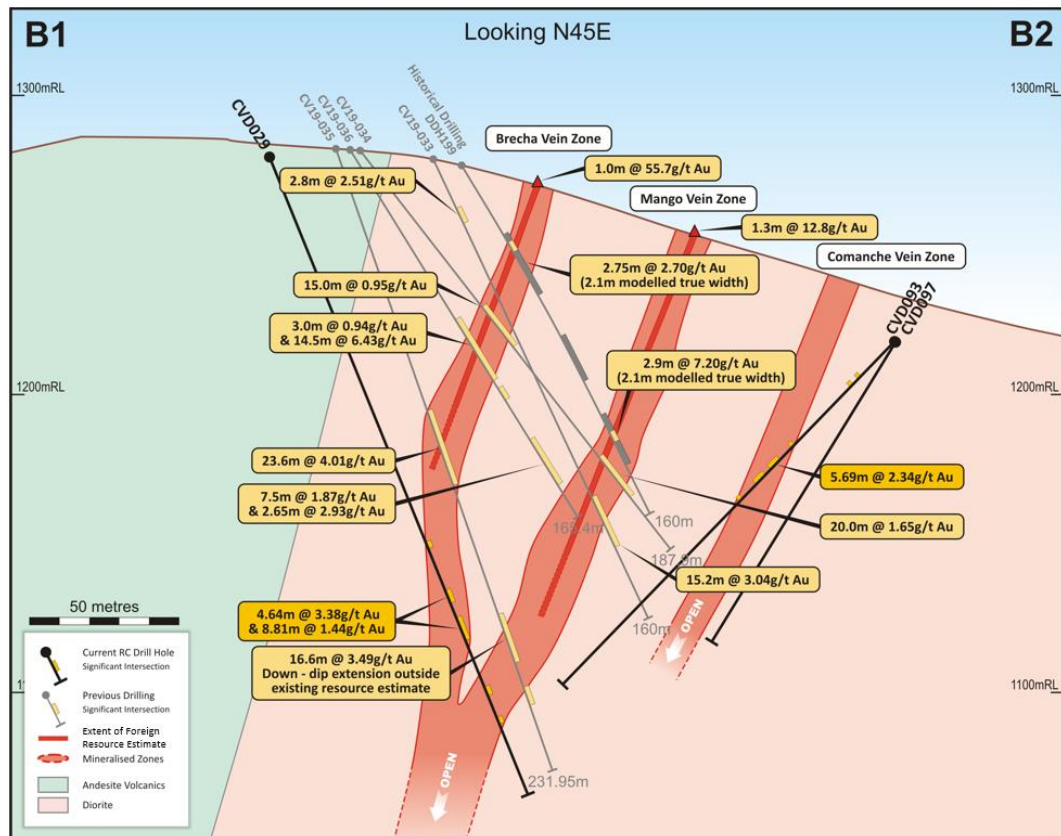 B1
Looking N45E
B2
1300mRL
1300mRL
CVD029
CV19-035
CV19-036
CV19-034
CV19-033
Historical Drilling
DDH199
Brecha Vein Zone
1.0m @ 55.7g/t Au
2.8m @ 2.51g/t Au
Mango Vein Zone
1.3m @ 12.8g/t Au
Comanche Vein Zone
2.75m @ 2.70g/t Au
(2.1m modelled true width)
15.0m @ 0.95g/t Au
CVD093
CVD097
3.0m @ 0.94g/t Au
& 14.5m @ 6.43g/t Au
2.9m @ 7.20g/t Au
(2.1m modelled true width)
1200mRL
1200mRL
23.6m @ 4.01g/t Au
5.69m @ 2.34g/t Au
7.5m @ 1.87g/t Au
& 2.65m @ 2.93g/t Au
20.0m @ 1.65g/t Au
160m
187.9m
15.2m @ 3.04g/t Au
160m
50 metres
4.64m @ 3.38g/t Au
& 8.81m @ 1.44g/t Au
OPEN
16.6m @ 3.49g/t Au
Down - dip extension outside
existing resource estimate
1100mRL
231.95m
OPEN
Current RC Drill Hole
Significant Intersection
Previous Drilling
Significant Intersection
Extent of Foreign
Resource Estimate
Mineralised Zones
Andesite Volcanics
Diorite